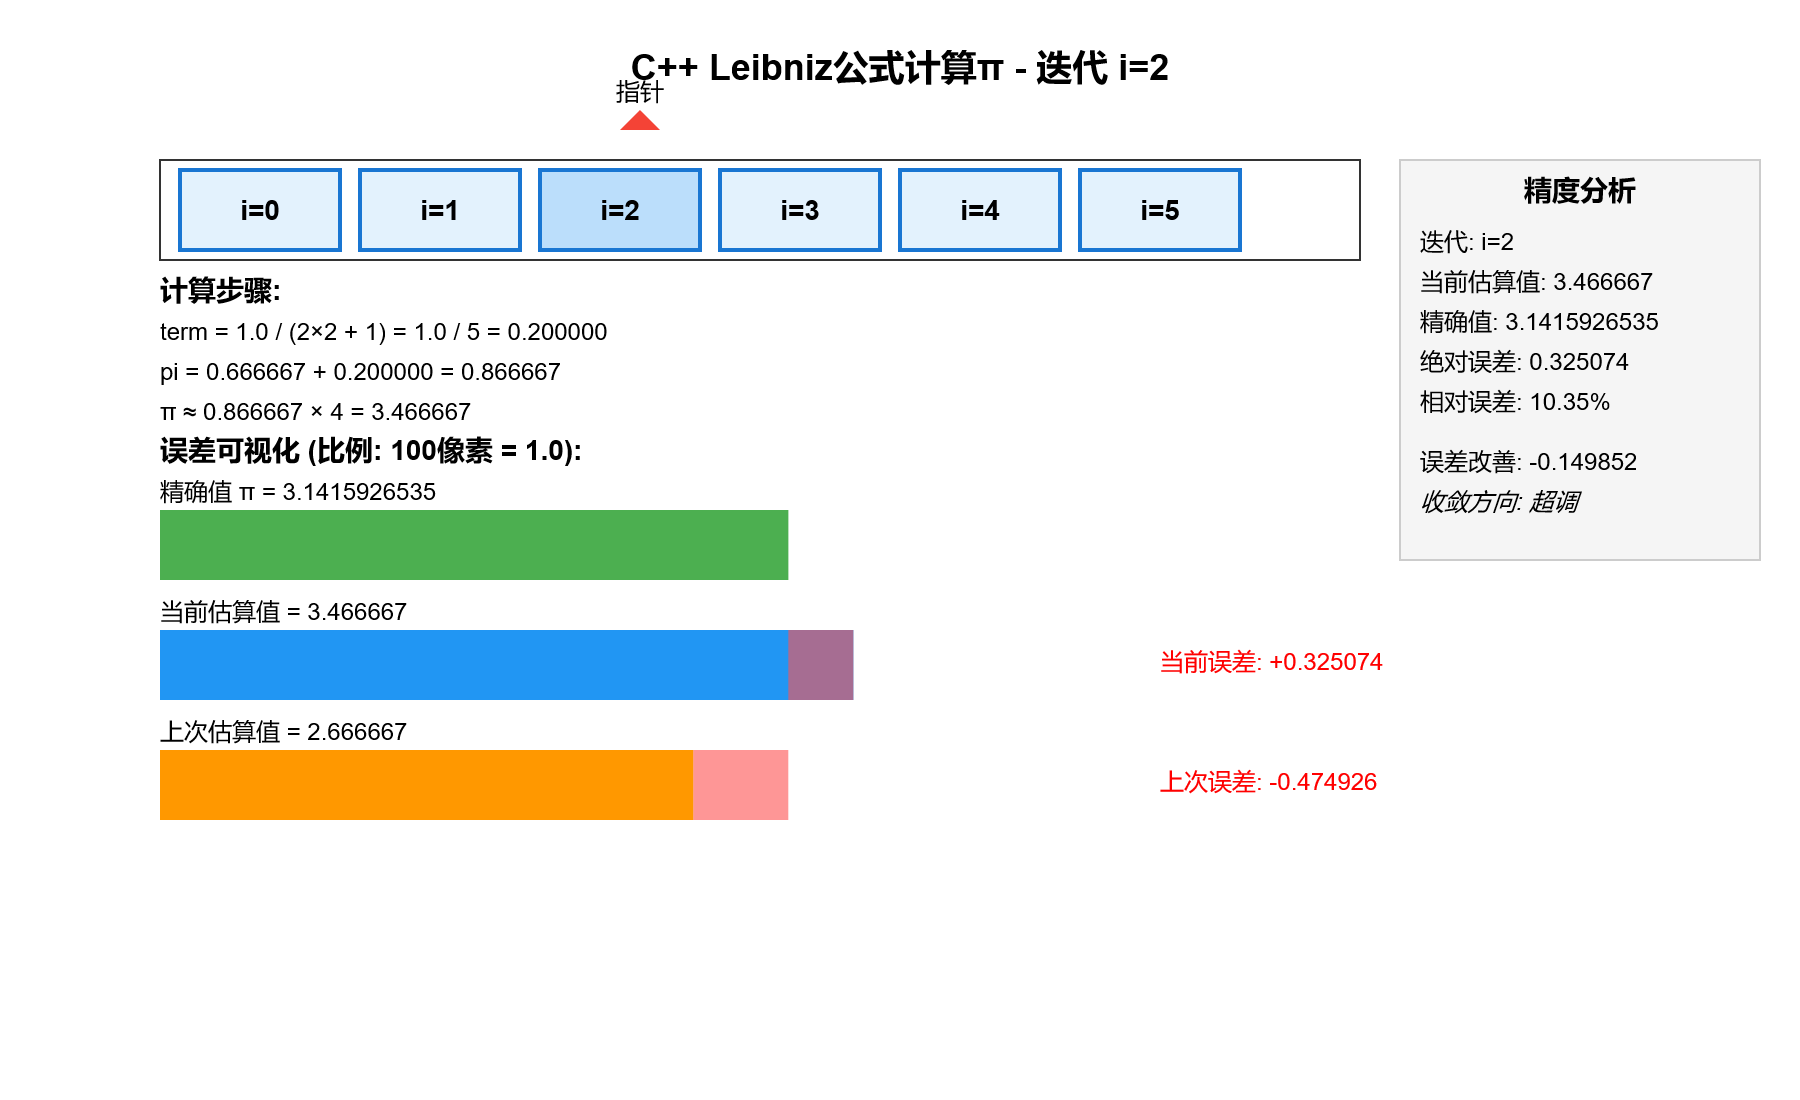 C++ Leibniz公式计算π - 迭代 i=2
指针
i=0
i=1
i=2
i=3
i=4
i=5
计算步骤:
term = 1.0 / (2×2 + 1) = 1.0 / 5 = 0.200000
pi = 0.666667 + 0.200000 = 0.866667
π ≈ 0.866667 × 4 = 3.466667
误差可视化 (比例: 100像素 = 1.0):
精确值 π = 3.1415926535
当前估算值 = 3.466667
当前误差: +0.325074
上次估算值 = 2.666667
上次误差: -0.474926
精度分析
迭代: i=2
当前估算值: 3.466667
精确值: 3.1415926535
绝对误差: 0.325074
相对误差: 10.35%
误差改善: -0.149852
收敛方向: 超调